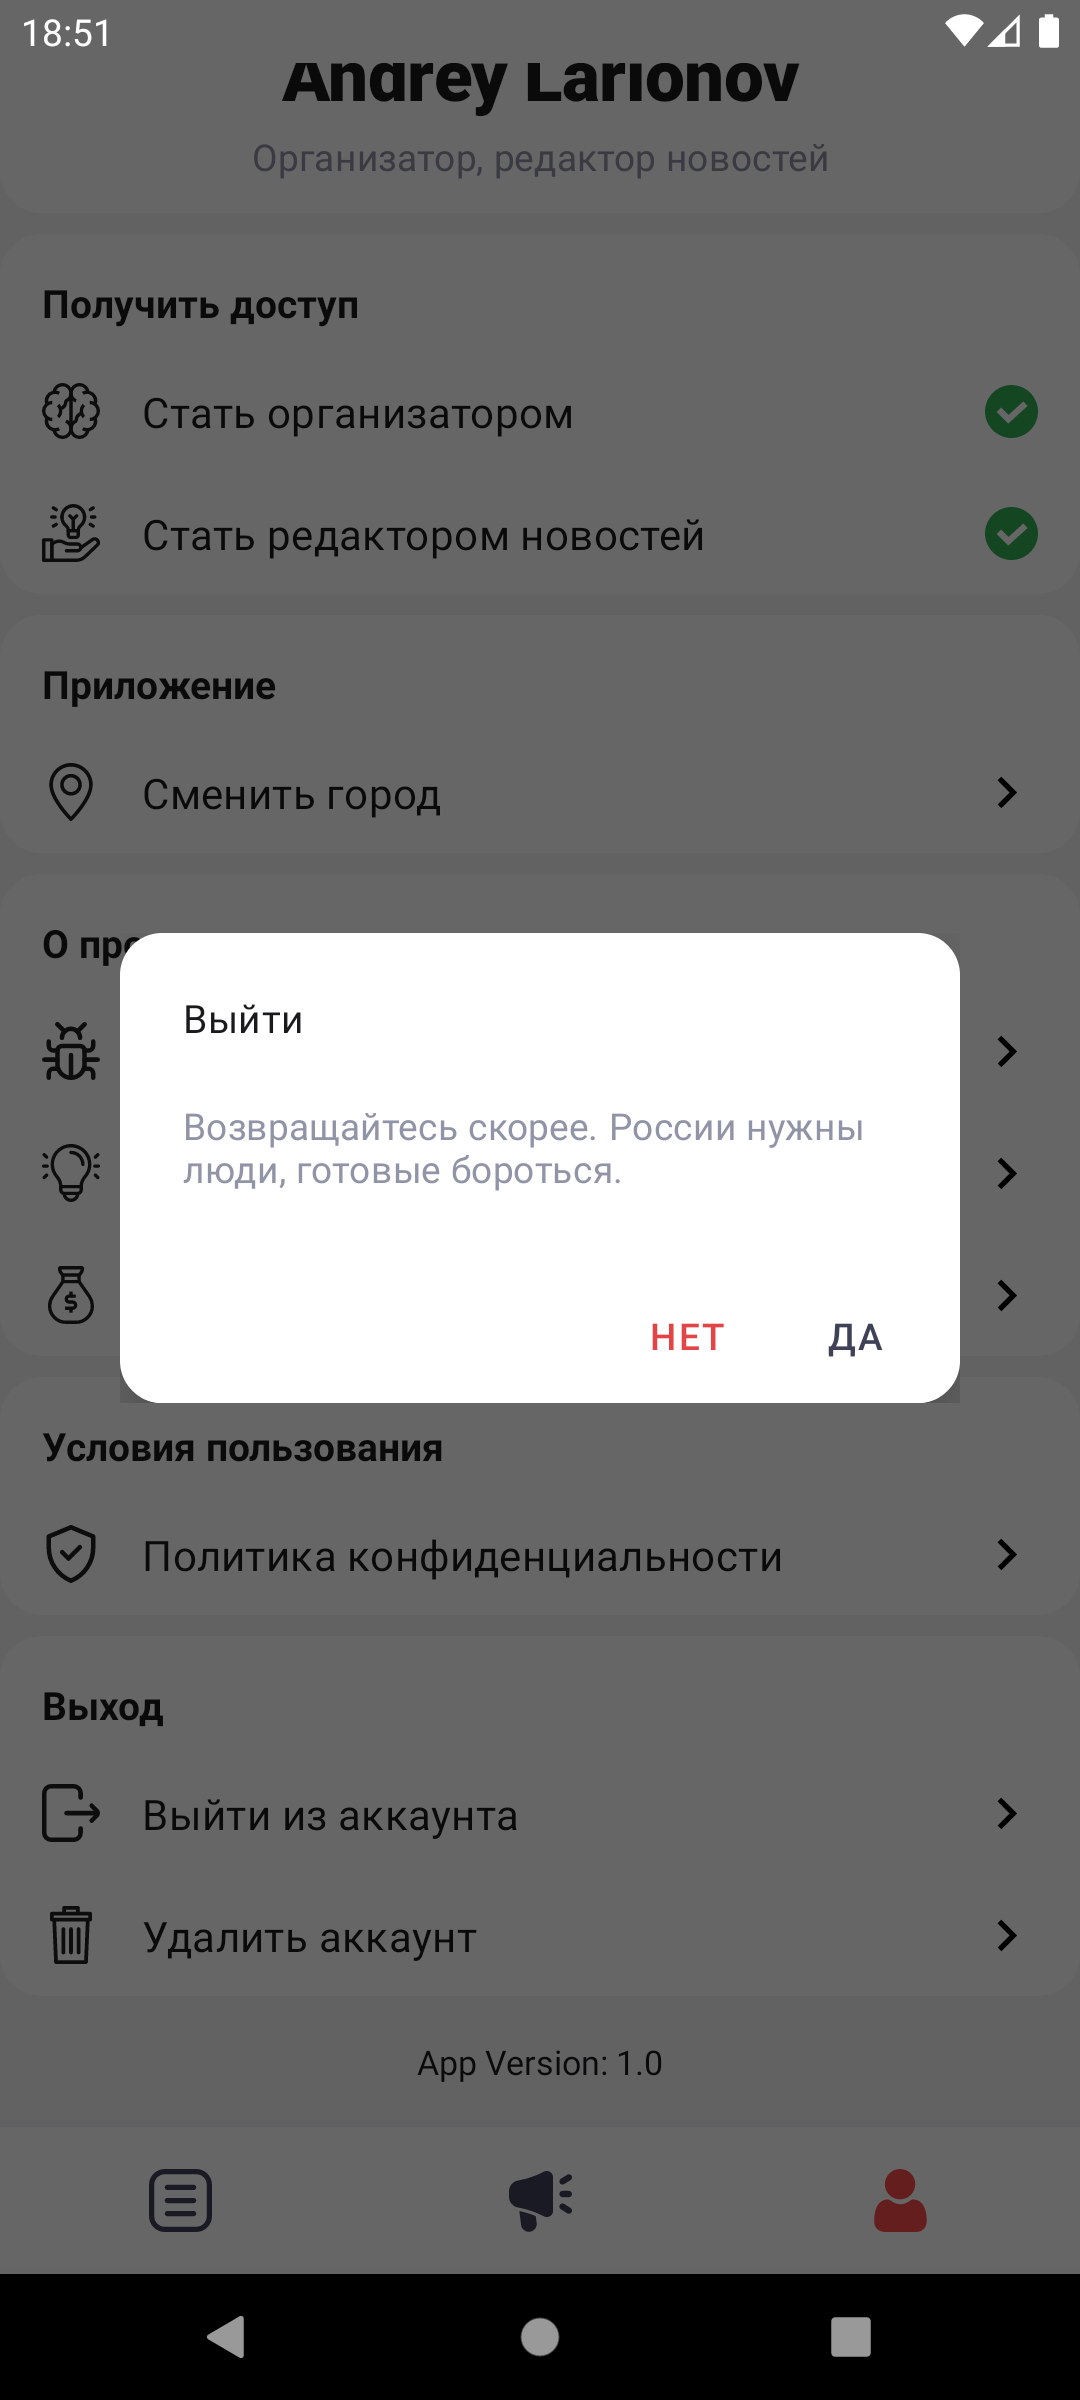 18:51
Andrey Larionov
Организатор, редактор новостей
Получить доступ
Стать организатором
Стать редактором новостей
Приложение
Сменить город
О
Выйти
Возвращайтесь скорее. России нужны
люди, готовые бороться.
НЕТ ДА
Условия пользования
Политика конфиденциальности
Выход
Выйти из аккаунта
Удалить аккаунт
App Version: 1.0